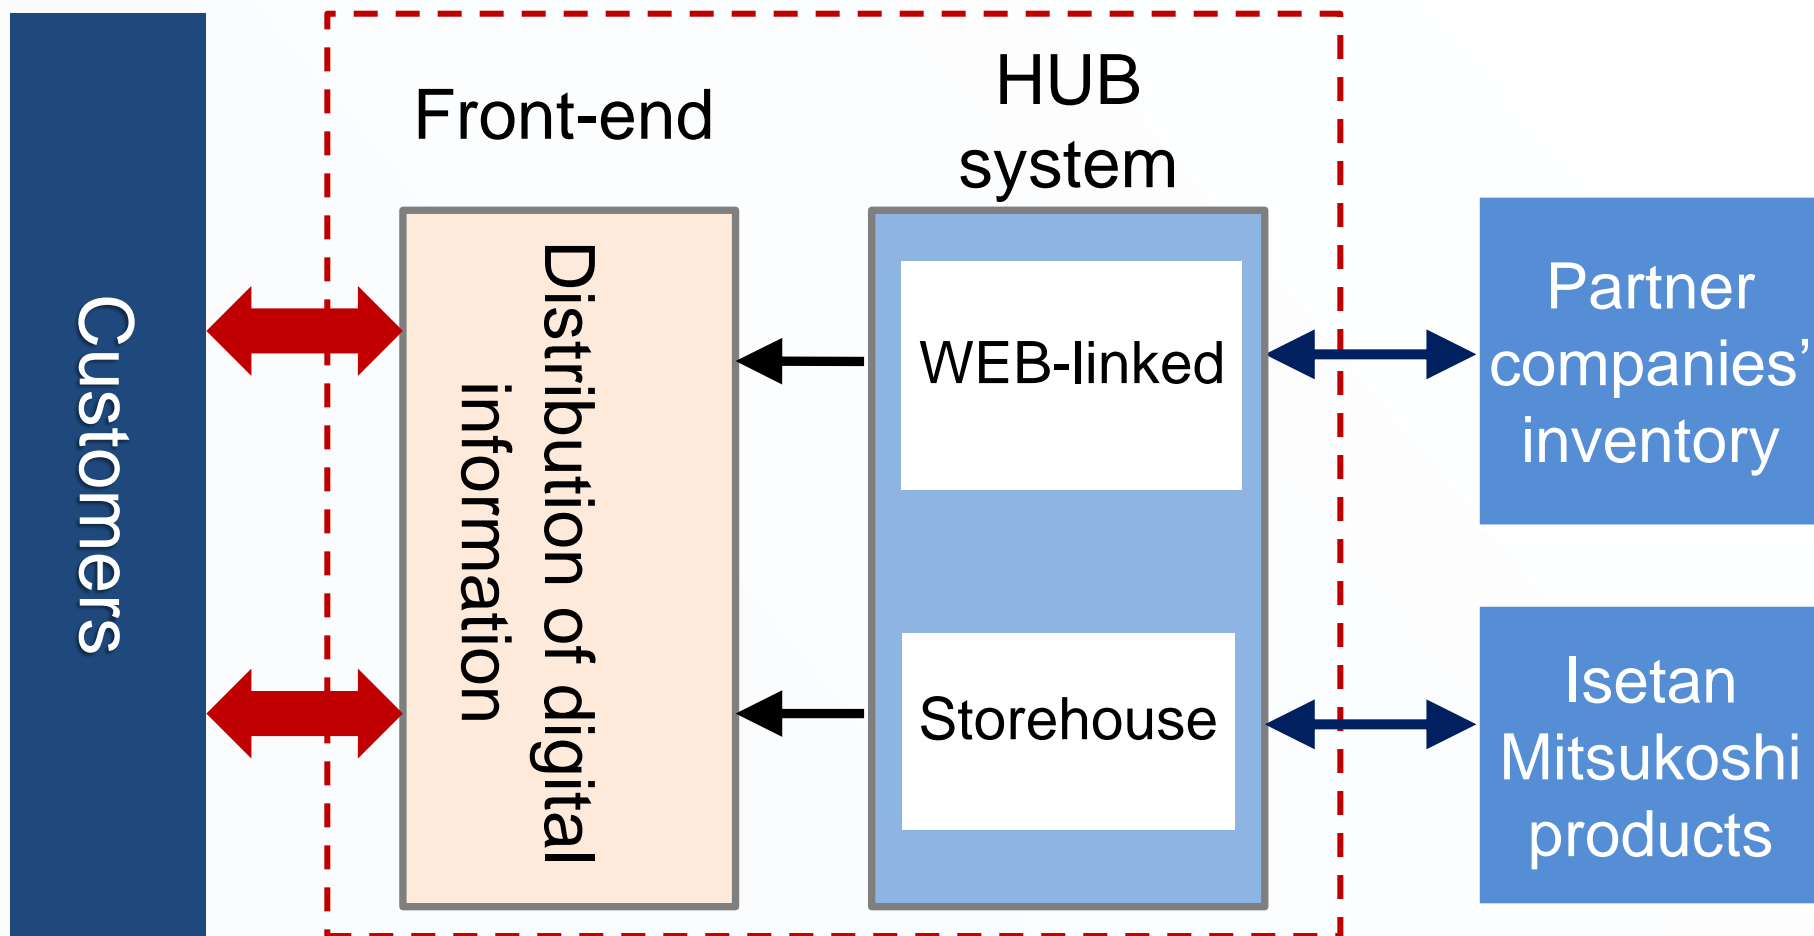 Customers
Front-end
Distribution of digital
information
HUB
system
WEB-linked
Storehouse
Partner
companies’
inventory
Isetan
Mitsukoshi
products